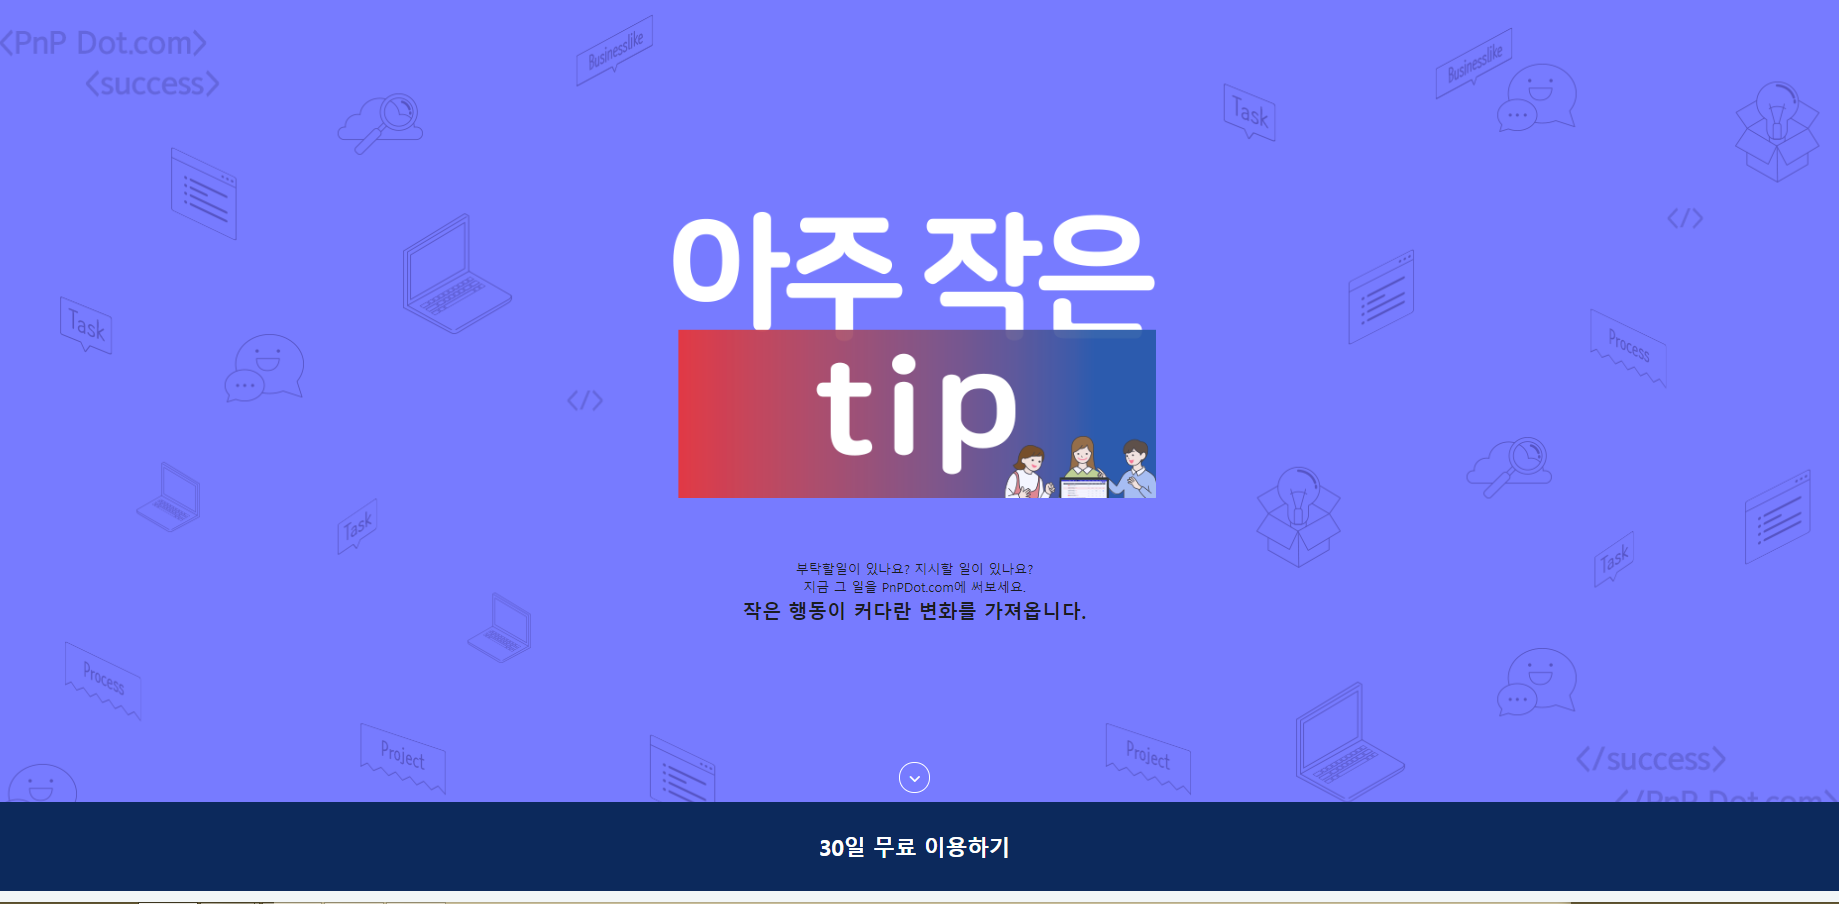 <PnP Dot.com>
<success>
Businesslike
Businesslike
Task
</>
Task
Process
</>
Task
Task
Process
Project
Project
아주 작은
tip
부탁할일이 있나요? 지시할 일이 있나요?
지금 그 일을 PnPDot.com에 써보세요.
작은 행동이 커다란 변화를 가져옵니다.
</success>
</PnP Dot.com>
30일 무료 이용하기